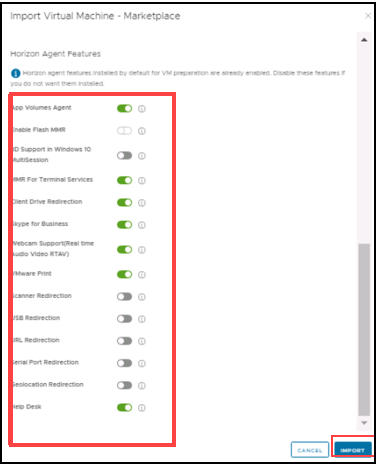 Import Virtual Machine - Marketplace
Horizon Agent Features
Horizon agent features installed by default for VM preparation are already enabled. Disable these features if
you do not want them installed.
App Volumes Agent
Enable Flash MMR
3D Support in Windows 10
MultiSession
MMR For Terminal Services
Client Drive Redirection
Skype for Business
Webcam Support(Real time
Audio Video RTAV)
VMware Print
Scanner Redirection
USB Redirection
URL Redirection
Serial Port Redirection
Geolocation Redirection
Help Desk
CANCEL
IMPORT